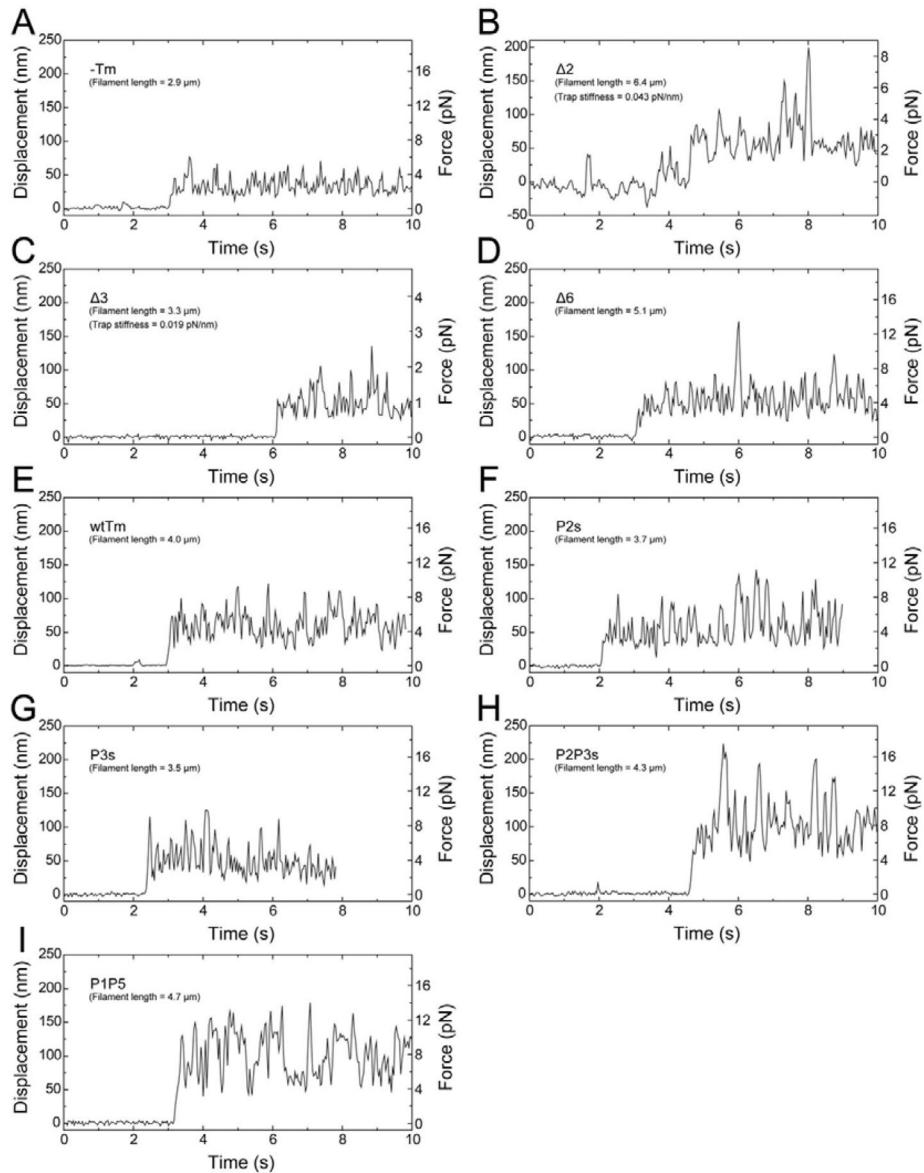 A
-Tm
(Filament length = 2.9 µm)
Displacement (nm)
250
200
150
100
50
0
Force (pN)
16
12
8
4
0
0 2 4 6 8 10
Time (s)
B
Δ2
(Filament length = 6.4 µm)
(Trap stiffness = 0.043 pN/nm)
Displacement (nm)
200
150
100
50
0
-50
Force (pN)
8
6
4
2
0
0 2 4 6 8 10
Time (s)
C
Δ3
(Filament length = 3.3 µm)
(Trap stiffness = 0.019 pN/nm)
Displacement (nm)
250
200
150
100
50
0
Force (pN)
4
3
2
1
0
0 2 4 6 8 10
Time (s)
D
Δ6
(Filament length = 5.1 µm)
Displacement (nm)
250
200
150
100
50
0
Force (pN)
16
12
8
4
0
0 2 4 6 8 10
Time (s)
E
wtTm
(Filament length = 4.0 µm)
Displacement (nm)
250
200
150
100
50
0
Force (pN)
16
12
8
4
0
0 2 4 6 8 10
Time (s)
F
P2s
(Filament length = 3.7 µm)
Displacement (nm)
250
200
150
100
50
0
Force (pN)
16
12
8
4
0
0 2 4 6 8 10
Time (s)
G
P3s
(Filament length = 3.5 µm)
Displacement (nm)
250
200
150
100
50
0
Force (pN)
16
12
8
4
0
0 2 4 6 8 10
Time (s)
H
P2P3s
(Filament length = 4.3 µm)
Displacement (nm)
250
200
150
100
50
0
Force (pN)
16
12
8
4
0
0 2 4 6 8 10
Time (s)
I
P1P5
(Filament length = 4.7 µm)
Displacement (nm)
250
200
150
100
50
0
Force (pN)
16
12
8
4
0
0 2 4 6 8 10
Time (s)